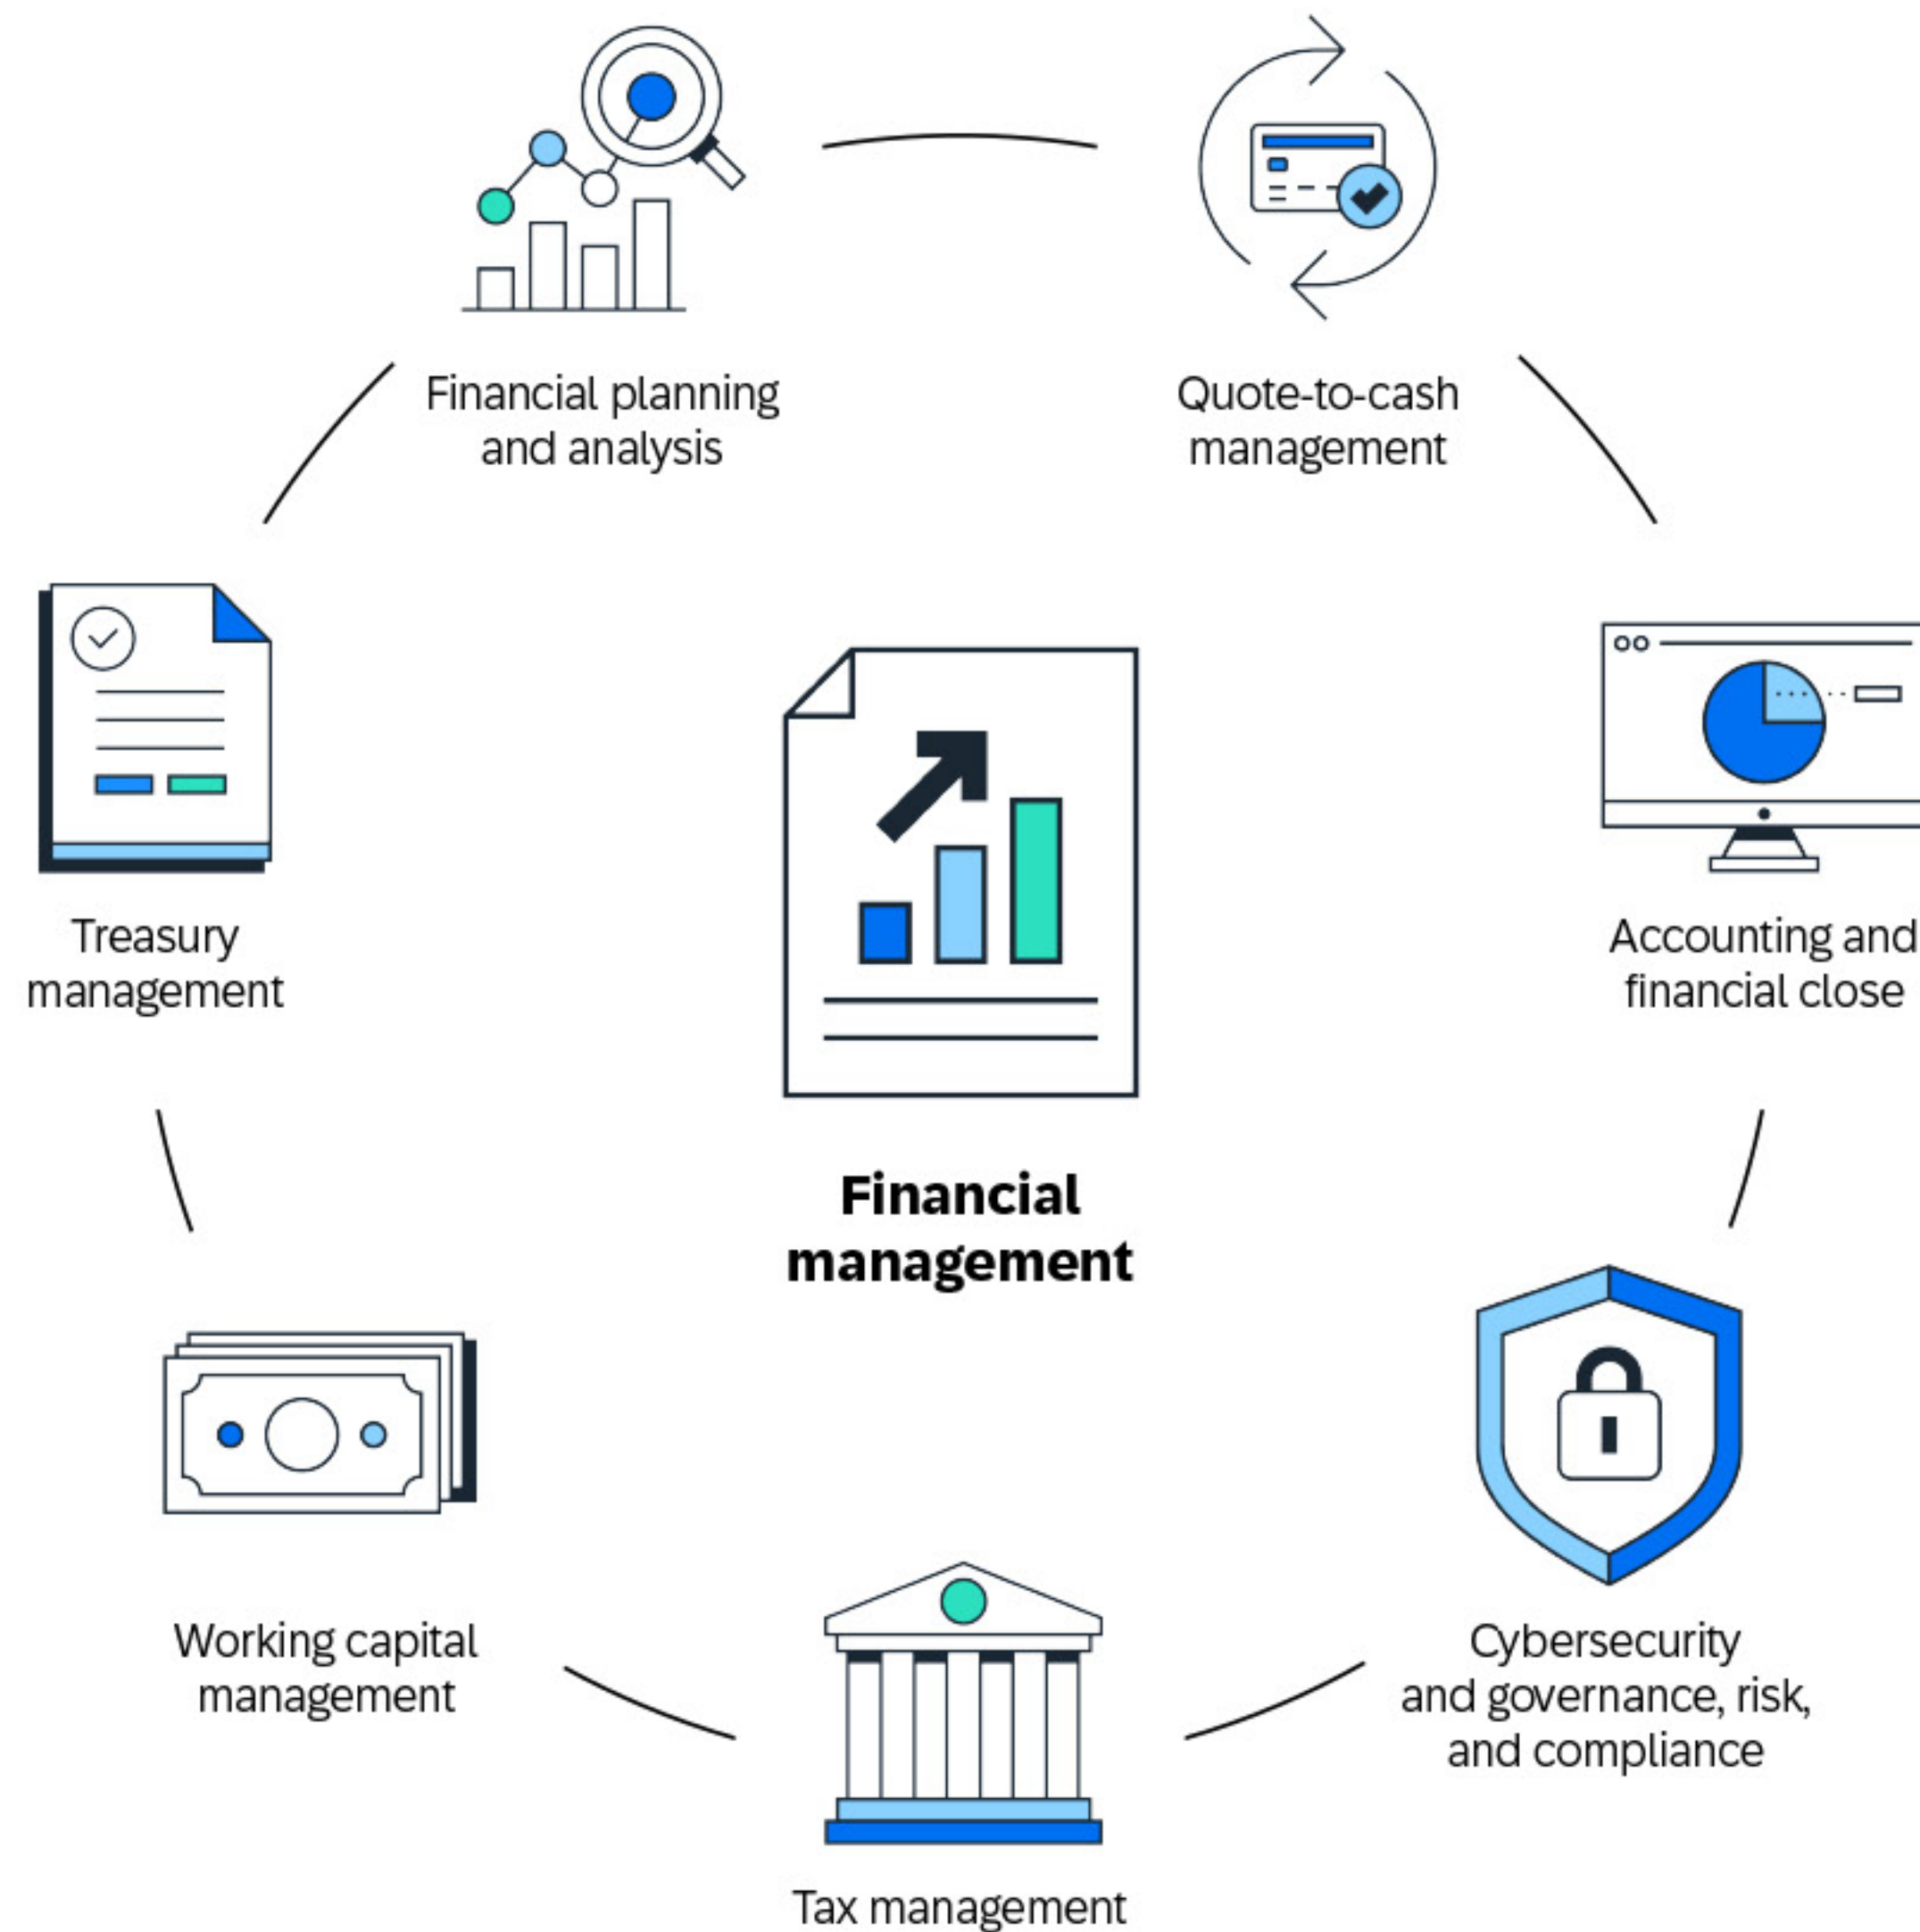 Financial planning
and analysis
Quote-to-cash
management
Treasury
management
Accounting and
financial close
Financial
management
Working capital
management
Cybersecurity
and governance, risk,
and compliance
Tax management